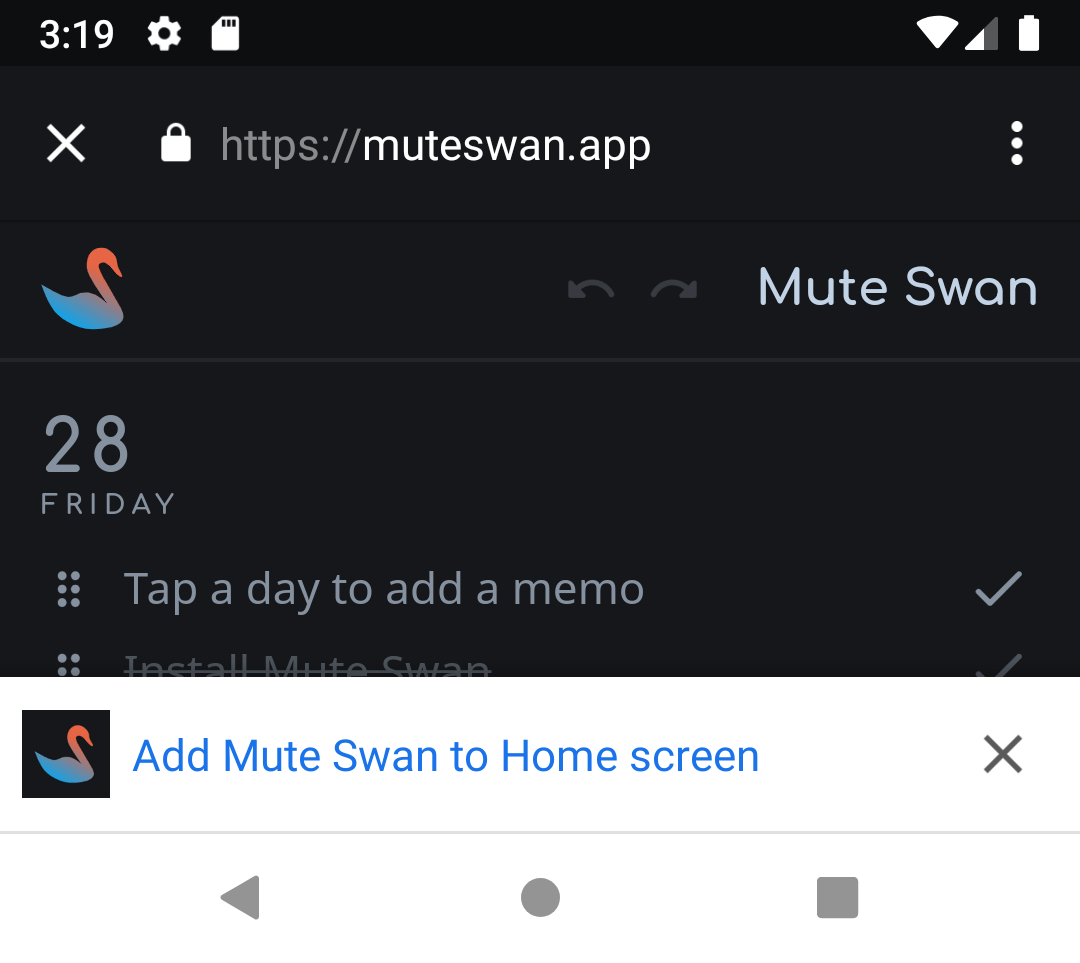 3:19
https://muteswan.app
Mute Swan
28
FRIDAY
Tap a day to add a memo
Install Mute Swan
Add Mute Swan to Home screen